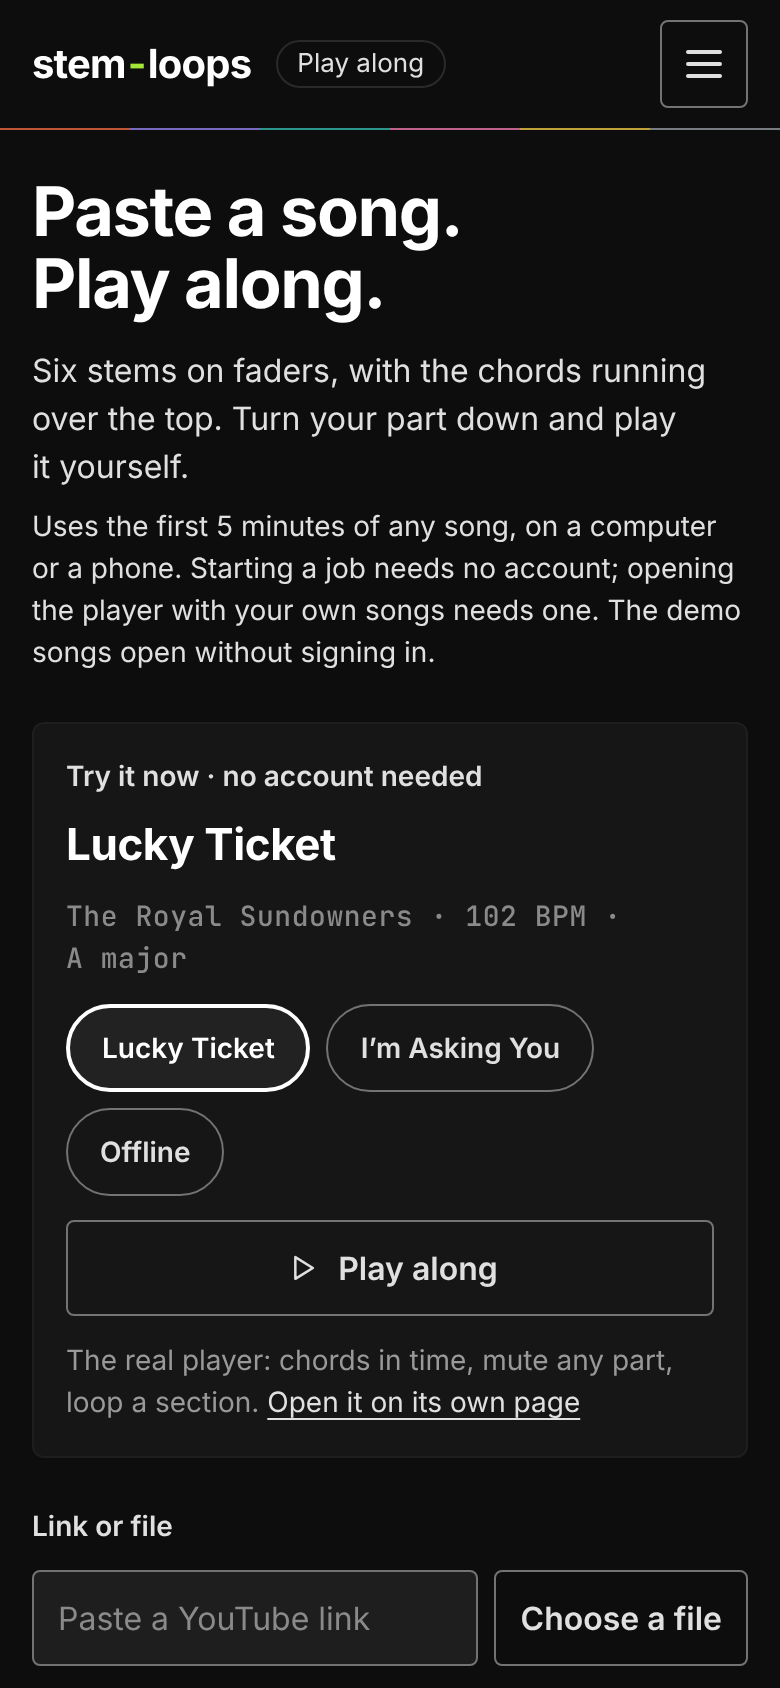 stem-loops
Play along
Paste a song.
Play along.
Six stems on faders, with the chords running
over the top. Turn your part down and play
it yourself.
Uses the first 5 minutes of any song, on a computer
or a phone. Starting a job needs no account; opening
the player with your own songs needs one. The demo
songs open without signing in.
Try it now · no account needed
Lucky Ticket
The Royal Sundowners · 102 BPM ·
A major
Lucky Ticket
I’m Asking You
Offline
Play along
The real player: chords in time, mute any part,
loop a section. Open it on its own page
Link or file
Paste a YouTube link
Choose a file